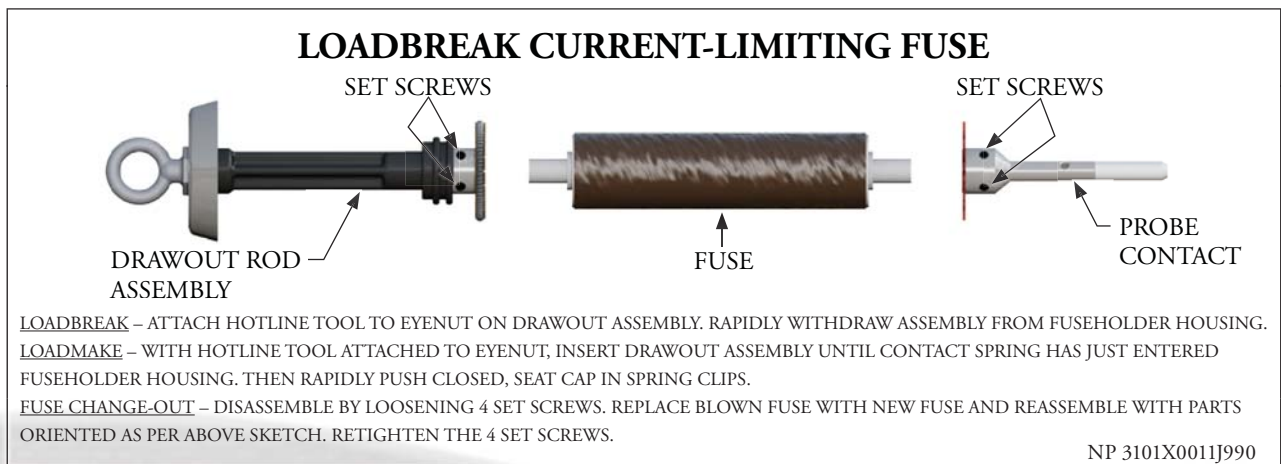 LOADBREAK CURRENT-LIMITING FUSE
SET SCREWS
SET SCREWS
DRAWOUT ROD
ASSEMBLY
FUSE
PROBE
CONTACT
LOADBREAK – ATTACH HOTLINE TOOL TO EYENUT ON DRAWOUT ASSEMBLY. RAPIDLY WITHDRAW ASSEMBLY FROM FUSEHOLDER HOUSING.
LOADMAKE – WITH HOTLINE TOOL ATTACHED TO EYENUT, INSERT DRAWOUT ASSEMBLY UNTIL CONTACT SPRING HAS JUST ENTERED
FUSEHOLDER HOUSING. THEN RAPIDLY PUSH CLOSED, SEAT CAP IN SPRING CLIPS.
FUSE CHANGE-OUT – DISASSEMBLE BY LOOSENING 4 SET SCREWS. REPLACE BLOWN FUSE WITH NEW FUSE AND REASSEMBLE WITH PARTS
ORIENTED AS PER ABOVE SKETCH. RETIGHTEN THE 4 SET SCREWS.
NP 3101X0011J990